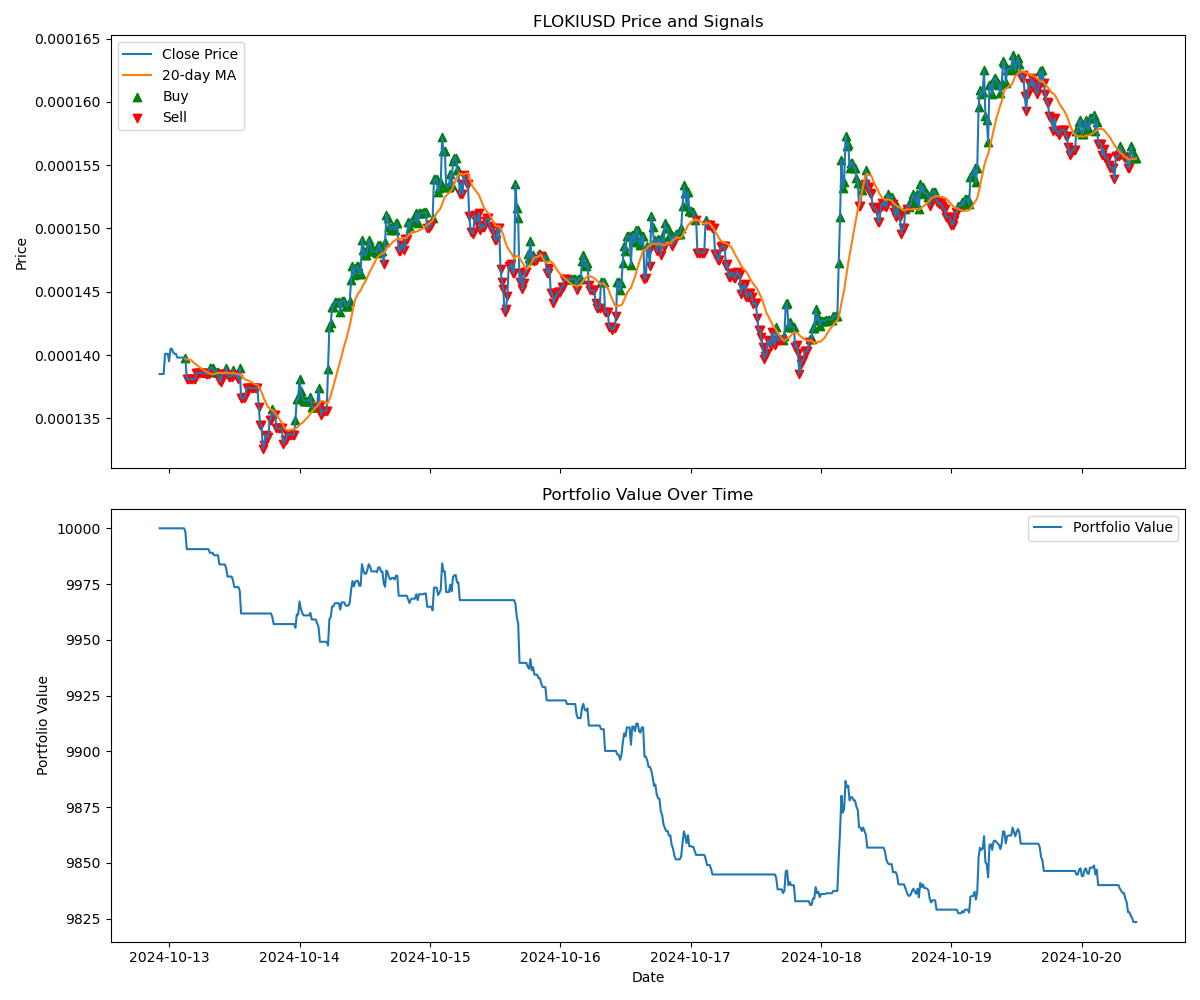 FLOKIUSD Price and Signals
0.000165
0.000160
0.000155
0.000150
0.000145
0.000140
0.000135
Price
Close Price
20-day MA
Buy
Sell
Portfolio Value Over Time
10000
9975
9950
9925
9900
9875
9850
9825
Portfolio Value
Portfolio Value
2024-10-13 2024-10-14 2024-10-15 2024-10-16 2024-10-17 2024-10-18 2024-10-19 2024-10-20
Date